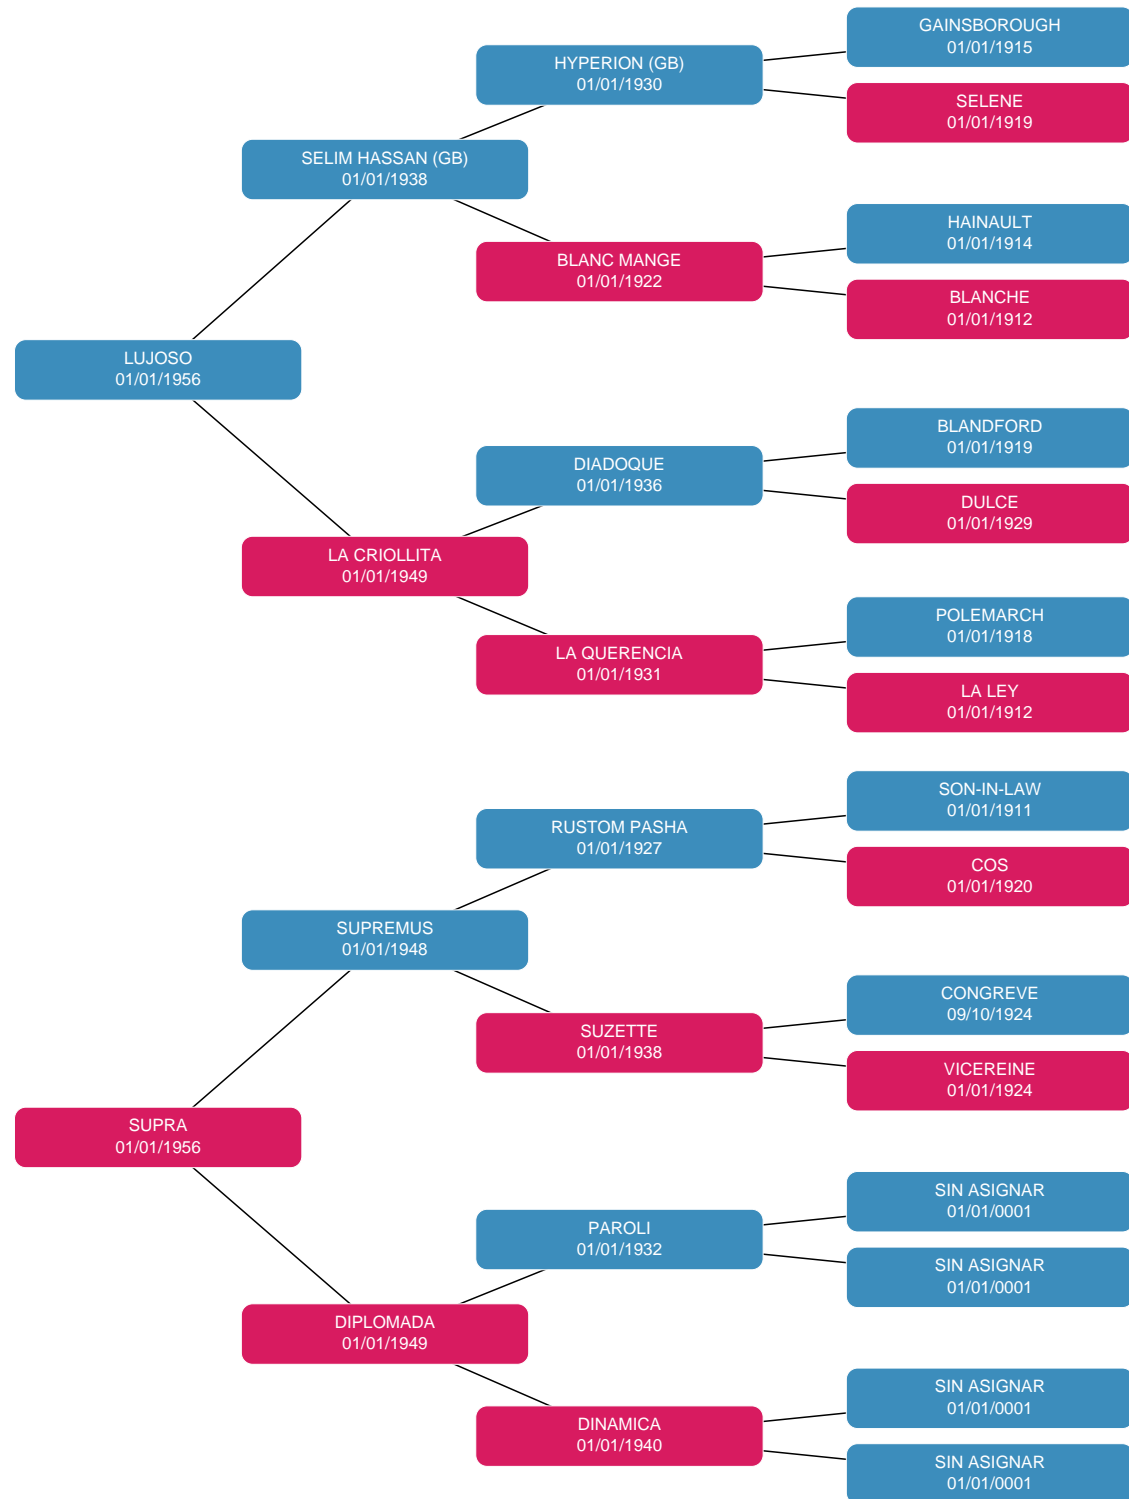 GAINSBOROUGH
01/01/1915
HYPERION (GB)
01/01/1930
SELENE
01/01/1919
SELIM HASSAN (GB)
01/01/1938
HAINAULT
01/01/1914
BLANC MANGE
01/01/1922
BLANCHE
01/01/1912
LUJOSO
01/01/1956
BLANDFORD
01/01/1919
DIADOQUE
01/01/1936
DULCE
01/01/1929
LA CRIOLLITA
01/01/1949
POLEMARCH
01/01/1918
LA QUERENCIA
01/01/1931
LA LEY
01/01/1912
SON-IN-LAW
01/01/1911
RUSTOM PASHA
01/01/1927
COS
01/01/1920
SUPREMUS
01/01/1948
CONGREVE
09/10/1924
SUZETTE
01/01/1938
VICEREINE
01/01/1924
SUPRA
01/01/1956
SIN ASIGNAR
01/01/0001
PAROLI
01/01/1932
SIN ASIGNAR
01/01/0001
DIPLOMADA
01/01/1949
SIN ASIGNAR
01/01/0001
DINAMICA
01/01/1940
SIN ASIGNAR
01/01/0001